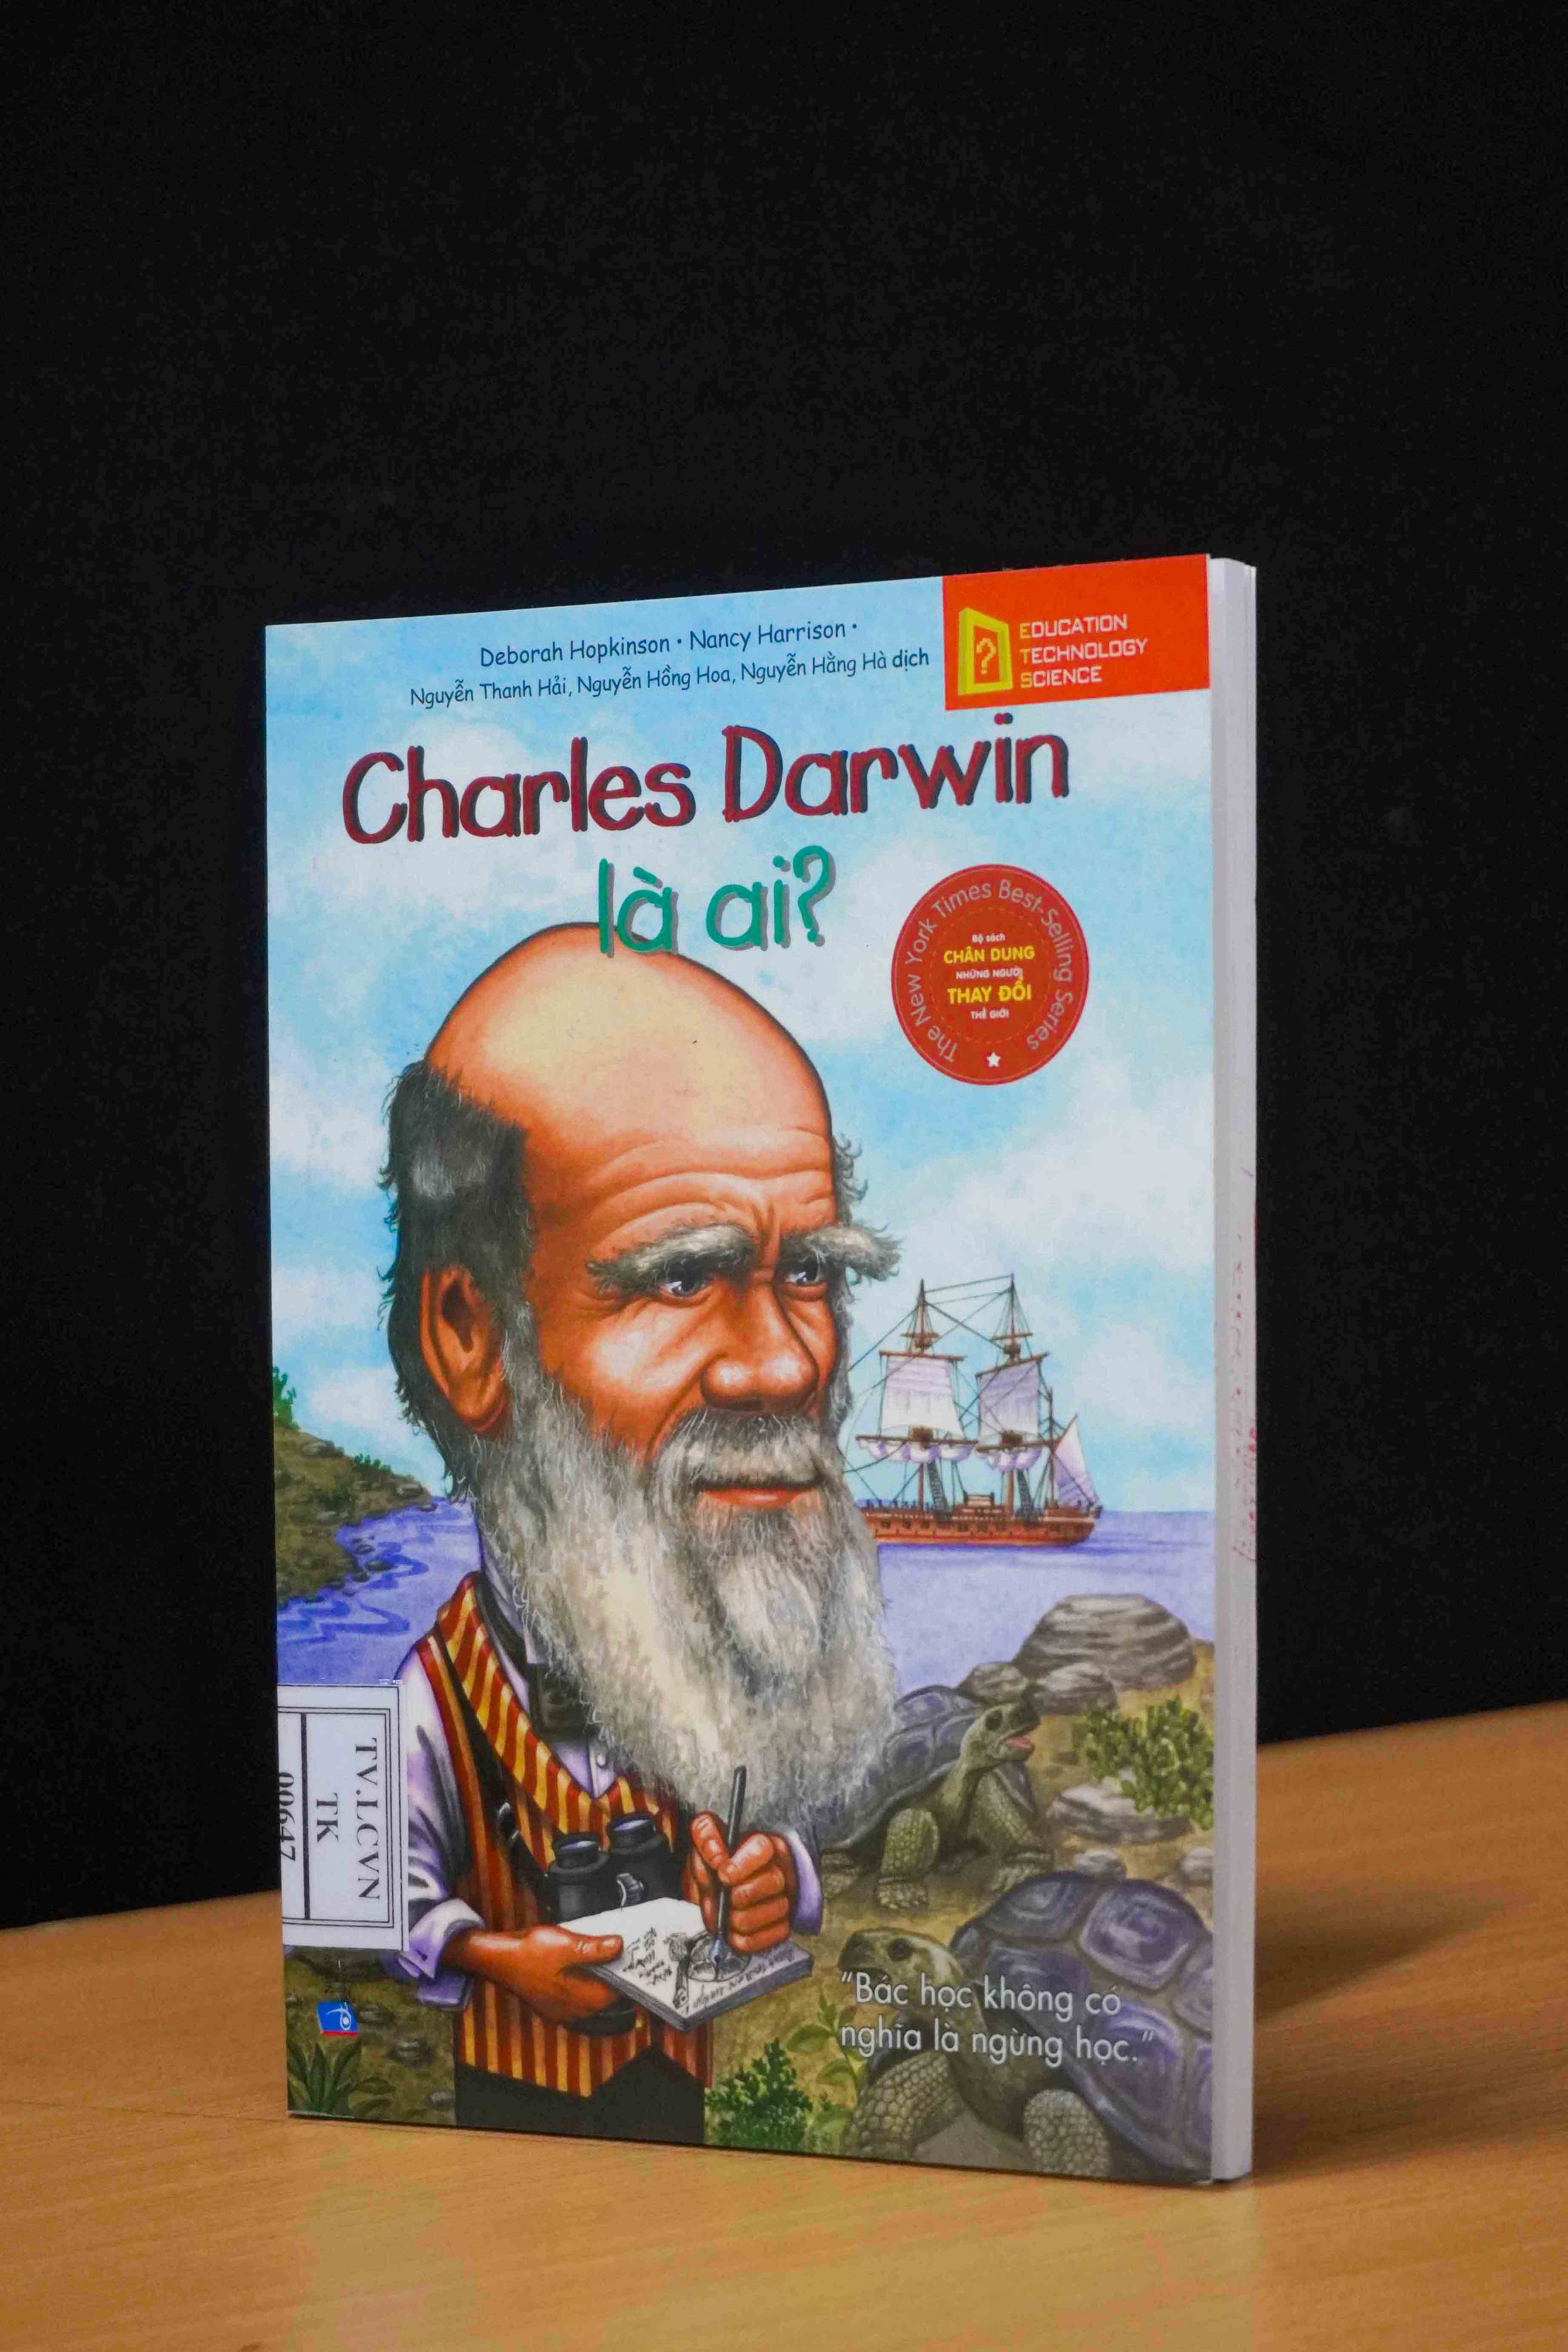 Deborah Hopkinson • Nancy Harrison •
Nguyễn Thanh Hải, Nguyễn Hồng Hoa, Nguyễn Hằng Hà dịch
EDUCATION
TECHNOLOGY
SCIENCE
Charles Darwin
là ai?
The New York Times Best-Selling Series
Bộ sách
CHÂN DUNG
NHỮNG NGƯỜI
THAY ĐỔI
THẾ GIỚI
TV.LCVN
TK
00647
“Bác học không có
nghĩa là ngừng học.”